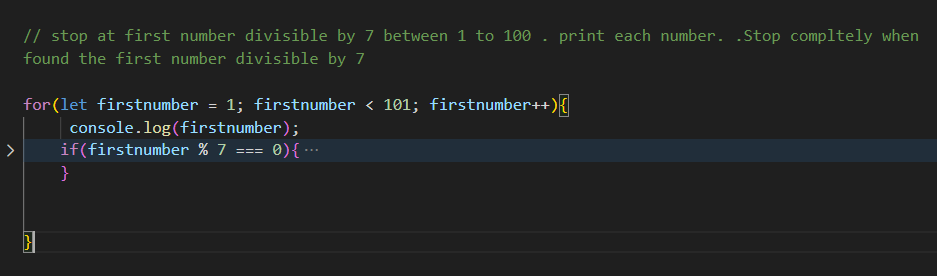 // stop at first number divisible by 7 between 1 to 100 . print each number. .Stop compltely when
found the first number divisible by 7
for(let firstnumber = 1; firstnumber < 101; firstnumber++){
console.log(firstnumber);
if(firstnumber % 7 === 0){ ⋯
}
}